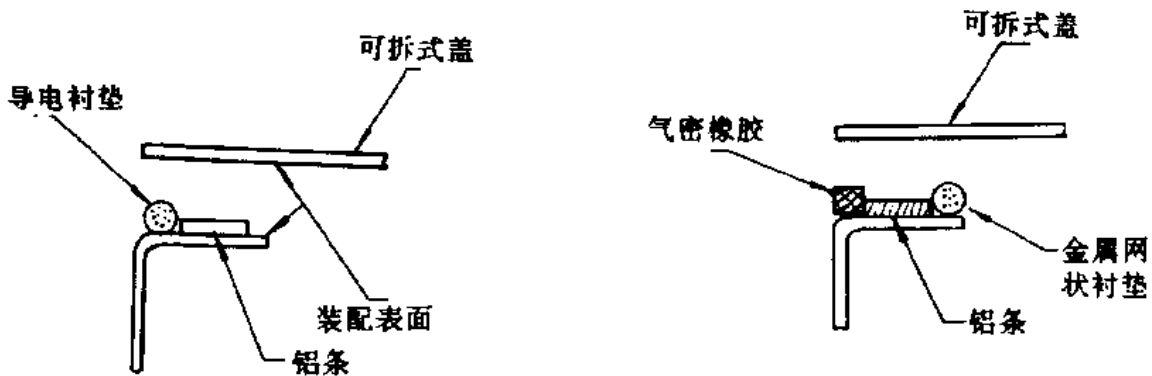 可拆式盖
导电衬垫
装配表面
铝条
可拆式盖
气密橡胶
金属网
状衬垫
铝条